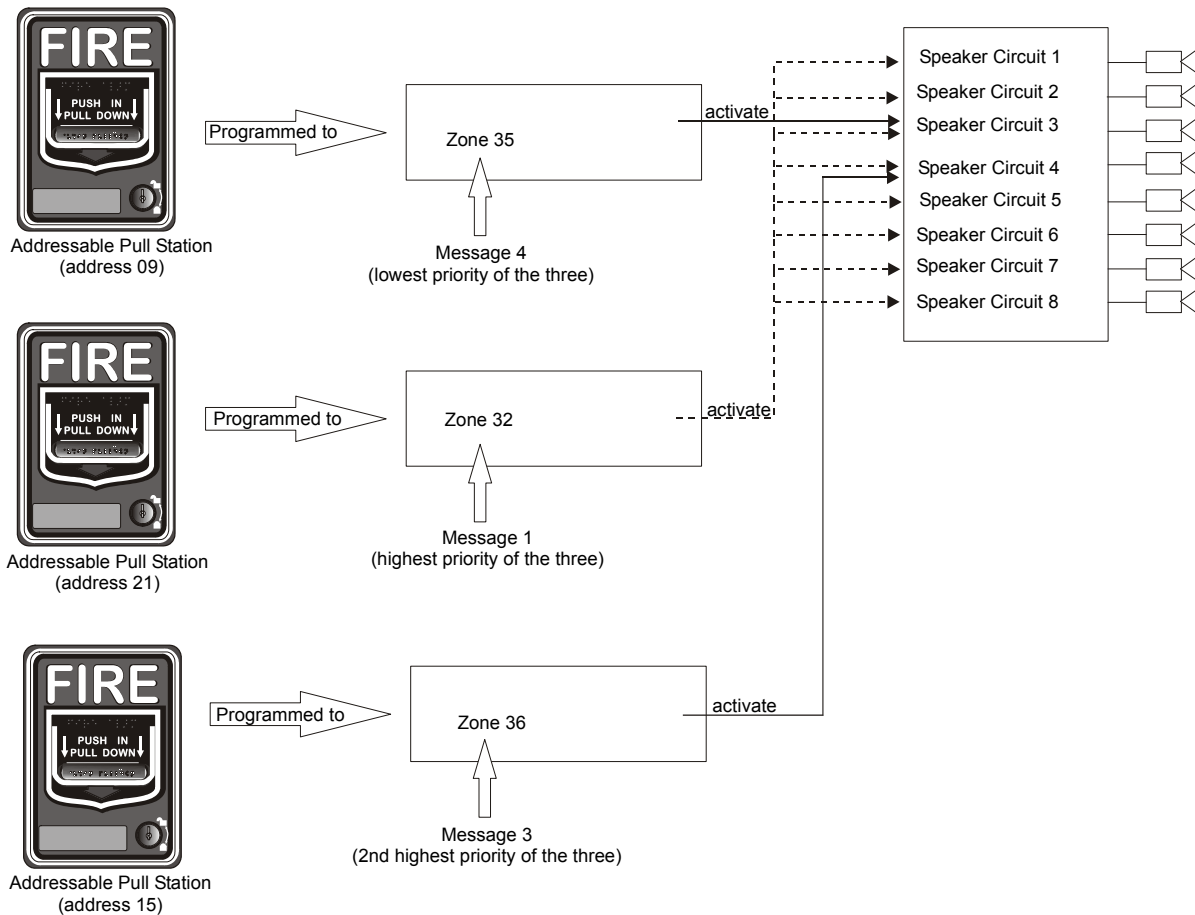 FIRE
PUSH IN
PULL DOWN
Addressable Pull Station
(address 09)
Programmed to
Zone 35
Message 4
(lowest priority of the three)
activate
FIRE
PUSH IN
PULL DOWN
Addressable Pull Station
(address 21)
Programmed to
Zone 32
Message 1
(highest priority of the three)
activate
FIRE
PUSH IN
PULL DOWN
Addressable Pull Station
(address 15)
Programmed to
Zone 36
Message 3
(2nd highest priority of the three)
activate
Speaker Circuit 1
Speaker Circuit 2
Speaker Circuit 3
Speaker Circuit 4
Speaker Circuit 5
Speaker Circuit 6
Speaker Circuit 7
Speaker Circuit 8